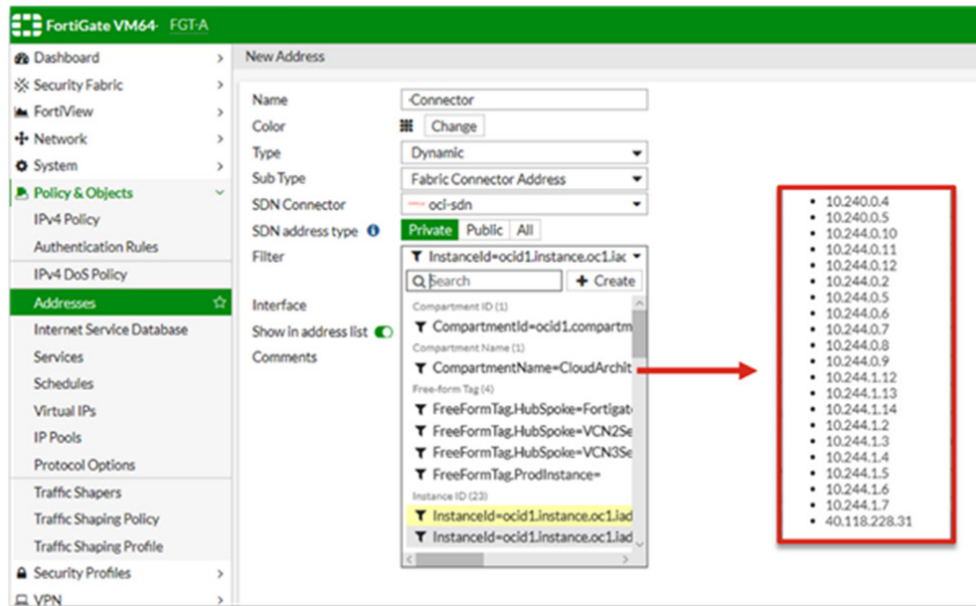 FortiGate VM64- FGT-A
Dashboard
Security Fabric
FortiView
Network
System
Policy & Objects
IPv4 Policy
Authentication Rules
IPv4 DoS Policy
Addresses
Internet Service Database
Services
Schedules
Virtual IPs
IP Pools
Protocol Options
Traffic Shapers
Traffic Shaping Policy
Traffic Shaping Profile
Security Profiles
VPN
New Address
Name -Connector
Color Change
Type Dynamic
Sub Type Fabric Connector Address
SDN Connector oci-sdn
SDN address type Private Public All
Filter InstanceId=ocid1.instance.oc1.iac
Search + Create
Interface
Show in address list
Comments
Compartment ID (1)
CompartmentId=ocid1.compartm
Compartment Name (1)
CompartmentName=CloudArchit
Free-form Tag (4)
FreeFormTag.HubSpoke=Fortigat
FreeFormTag.HubSpoke=VCN2Se
FreeFormTag.HubSpoke=VCN3Se
FreeFormTag.ProdInstance=
Instance ID (23)
InstanceId=ocid1.instance.oc1.iad
InstanceId=ocid1.instance.oc1.iad
10.240.0.4
10.240.0.5
10.244.0.10
10.244.0.11
10.244.0.12
10.244.0.2
10.244.0.5
10.244.0.6
10.244.0.7
10.244.0.8
10.244.0.9
10.244.1.12
10.244.1.13
10.244.1.14
10.244.1.2
10.244.1.3
10.244.1.4
10.244.1.5
10.244.1.6
10.244.1.7
40.118.228.31